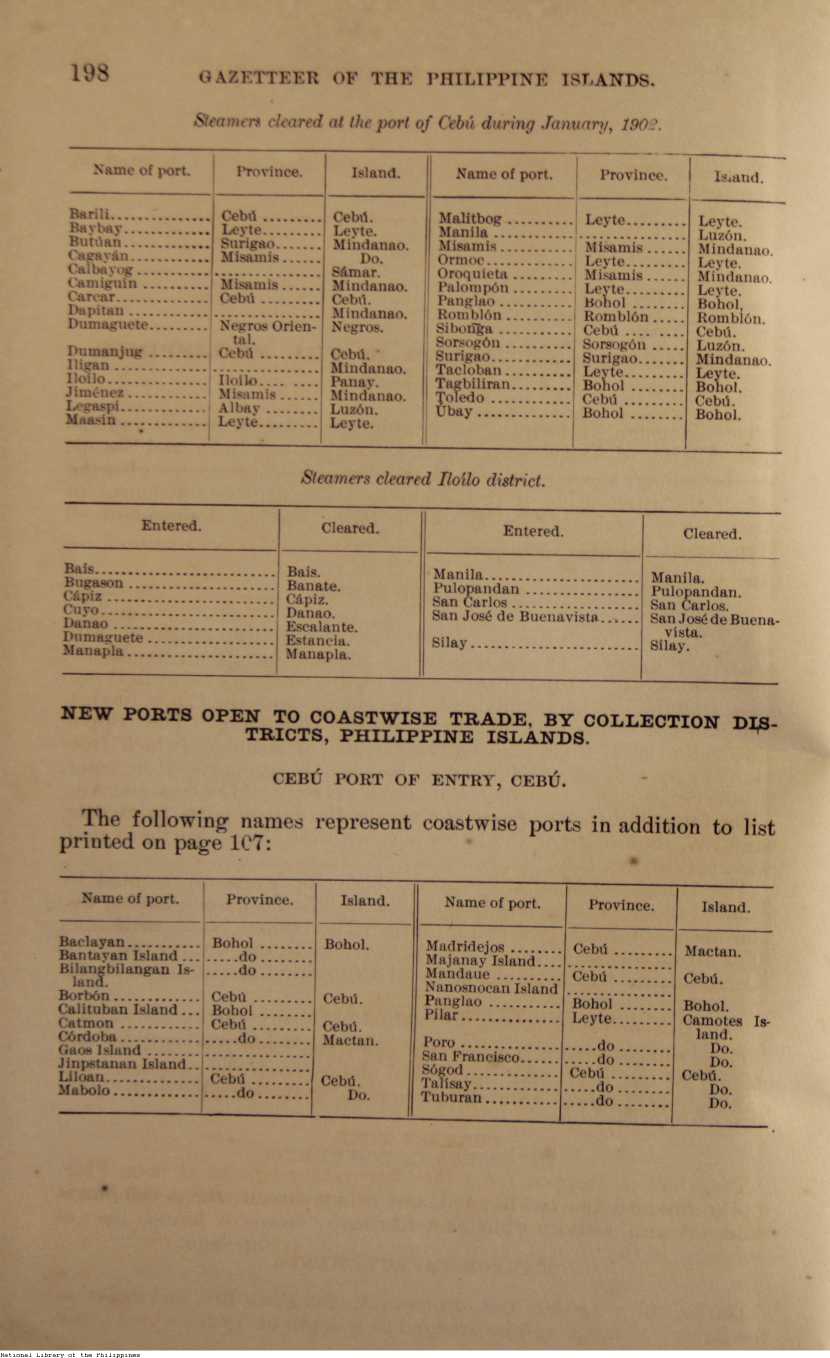 198 GAZETTEER OF THE PHILIPPINE ISLANDS.
Steamers cleared at the port of Cebú during January, 1902.
Name of port. Province. Island. Name of port. Province. Island.
Barili.............. Cebú ......... Cebú.
Baybay............ Leyte......... Leyte.
Butúan............ Surigao....... Mindanao.
Cagayán........... Misamis ...... Do.
Calbayog .......... .............. Sámar.
Camiguin ......... Misamis ...... Mindanao.
Carcar............. Cebú ......... Cebú.
Dapitan ........... .............. Mindanao.
Dumaguete......... Negros Orien- Negros.
tal.
Dumanjug ......... Cebú ......... Cebú.
Iligan ............. .............. Mindanao.
Iloilo.............. Iloilo.... .... Panay.
Jiménez ........... Misamis ...... Mindanao.
Legaspi............ Albay ........ Luzón.
Maasin ............ Leyte......... Leyte.
Malitbog .......... Leyte......... Leyte.
Manila ............ .............. Luzón.
Misamis ........... Misamis ...... Mindanao.
Ormoc............. Leyte......... Leyte.
Oroquieta ......... Misamis ...... Mindanao.
Palompón ......... Leyte......... Leyte.
Panglao ........... Bohol ........ Bohol.
Romblón .......... Romblón ..... Romblón.
Sibonga ........... Cebú .... .... Cebú.
Sorsogón .......... Sorsogón ..... Luzón.
Surigao............ Surigao....... Mindanao.
Tacloban .......... Leyte......... Leyte.
Tagbiliran......... Bohol ........ Bohol.
Toledo ............ Cebú ......... Cebú.
Ubay .............. Bohol ........ Bohol.
Steamers cleared Iloilo district.
Entered. Cleared. Entered. Cleared.
Bais.......................... Bais.
Bugason ..................... Banate.
Cápiz ........................ Cápiz.
Cuyo......................... Danao.
Danao ....................... Escalante.
Dumaguete .................. Estancia.
Manapla..................... Manapla.
Manila...................... Manila.
Pulopandan ................ Pulopandan.
San Carlos .................. San Carlos.
San José de Buenavista...... San José de Buena-
vista.
Silay........................ Silay.
NEW PORTS OPEN TO COASTWISE TRADE, BY COLLECTION DIS-
TRICTS, PHILIPPINE ISLANDS.
CEBÚ PORT OF ENTRY, CEBÚ.
The following names represent coastwise ports in addition to list
printed on page 107:
Name of port. Province. Island. Name of port. Province. Island.
Baclayan........... Bohol ........ Bohol.
Bantayan Island ... .....do ........
Bilangbilangan Is- .....do ........
land.
Borbón ............ Cebú ......... Cebú.
Calituban Island ... Bohol ........
Catmon ............ Cebú ......... Cebú.
Córdoba............ .....do ........ Mactan.
Gaos Island ........ ..............
Jinpstanan Island.. ..............
Liloan.............. Cebú ......... Cebú.
Mabolo............. .....do ........ Do.
Madridejos ........ Cebú ......... Mactan.
Majanay Island.... ..............
Mandaue .......... Cebú ......... Cebú.
Nanosnocan Island ..............
Panglao ........... Bohol ........ Bohol.
Pilar............... Leyte......... Camotes Is-
land.
Poro ............... .....do ........ Do.
San Francisco...... .....do ........ Do.
Sógod .............. Cebú ......... Cebú.
Talisay............. .....do ........ Do.
Tuburan ........... .....do ........ Do.
National Library of the Philippines